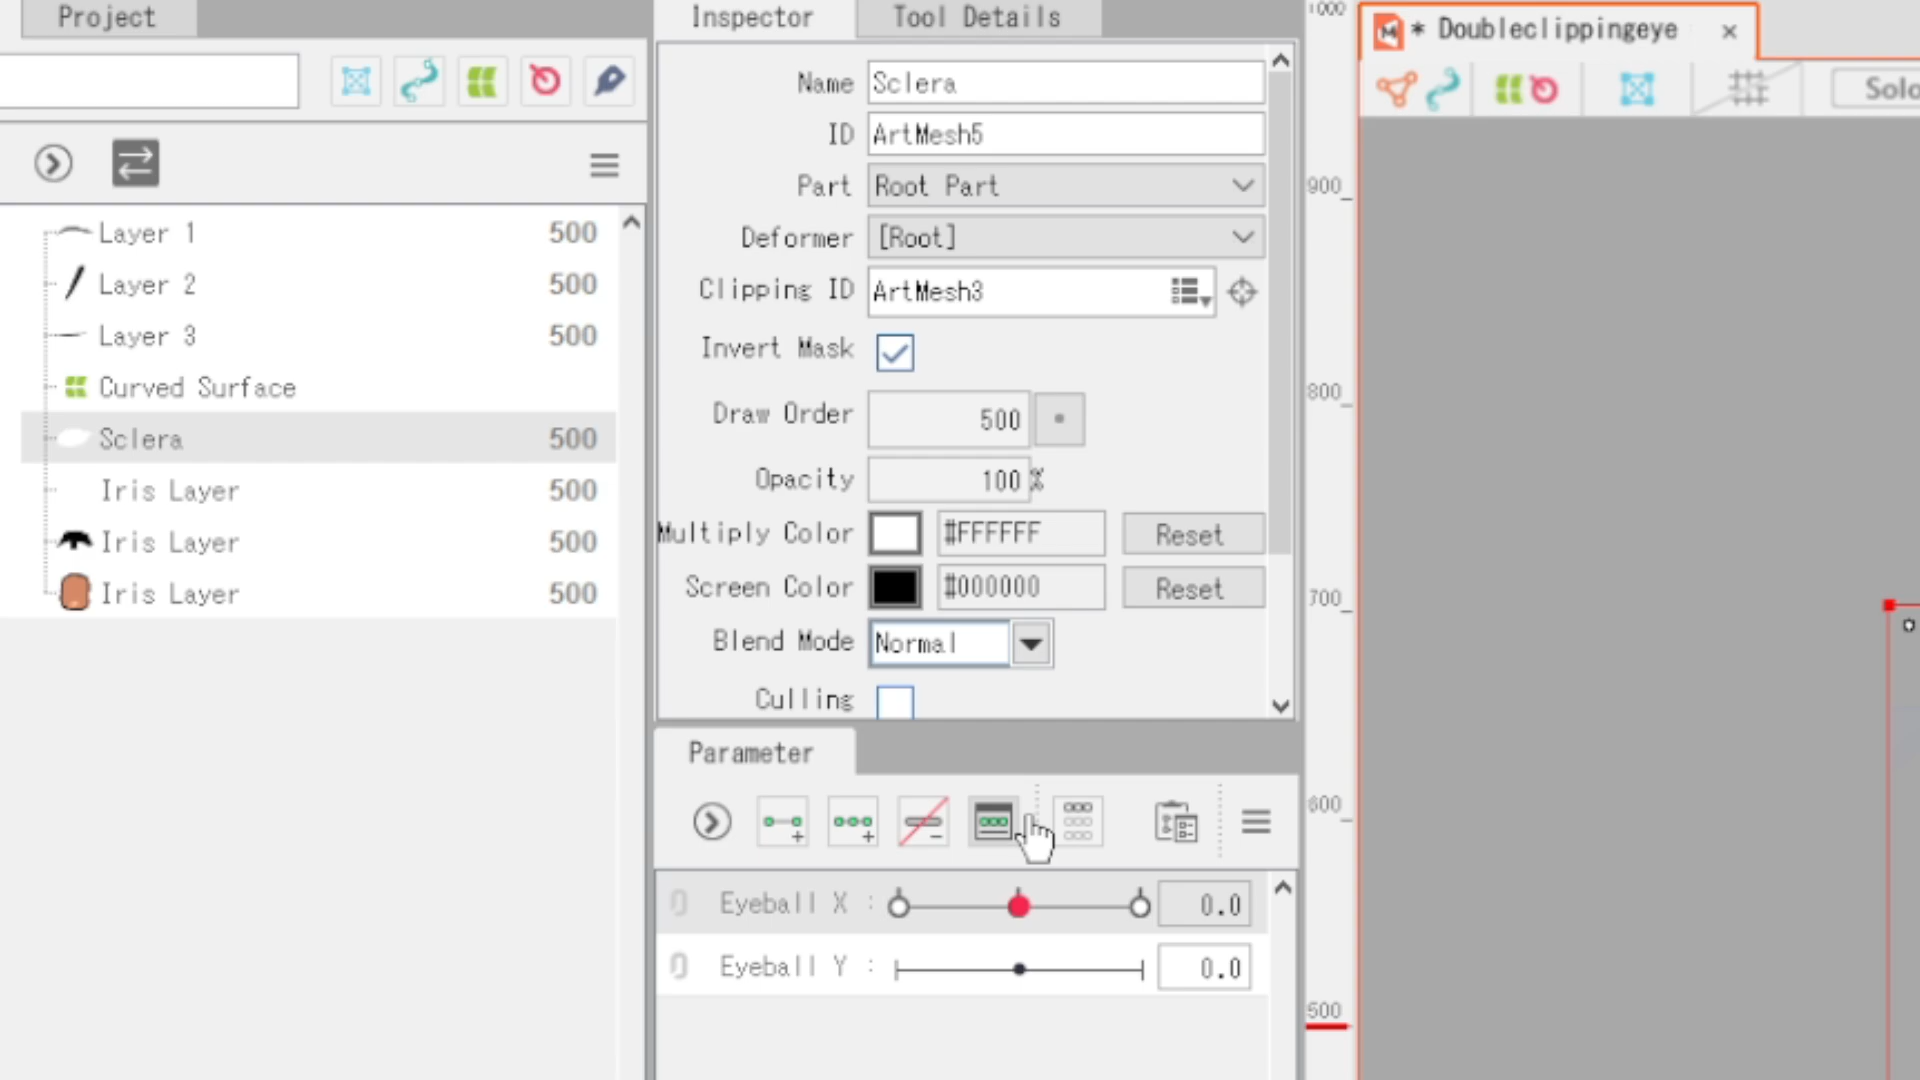 Project
Layer 1 500
Layer 2 500
Layer 3 500
Curved Surface
Sclera 500
Iris Layer 500
Iris Layer 500
Iris Layer 500
Inspector Tool Details
Name Sclera
ID ArtMesh5
Part Root Part
Deformer [Root]
Clipping ID ArtMesh3
Invert Mask
Draw Order 500
Opacity 100 %
Multiply Color #FFFFFF Reset
Screen Color #000000 Reset
Blend Mode Normal
Culling
Parameter
Eyeball X : 0.0
Eyeball Y : 0.0
1000
900
800
700
600
500
* Doubleclippingeye